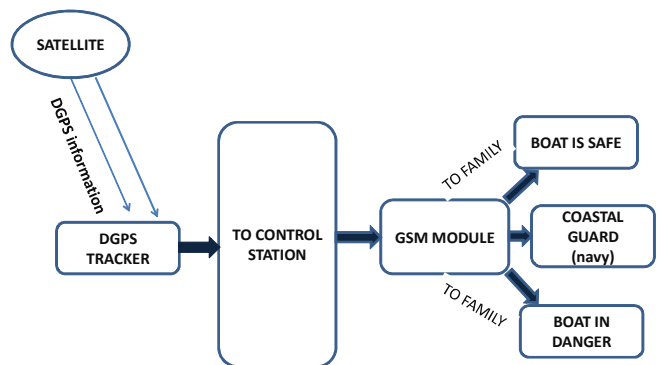 SATELLITE
DGPS information
DGPS
TRACKER
TO CONTROL
STATION
GSM MODULE
TO FAMILY
BOAT IS SAFE
COASTAL
GUARD
(navy)
TO FAMILY
BOAT IN
DANGER